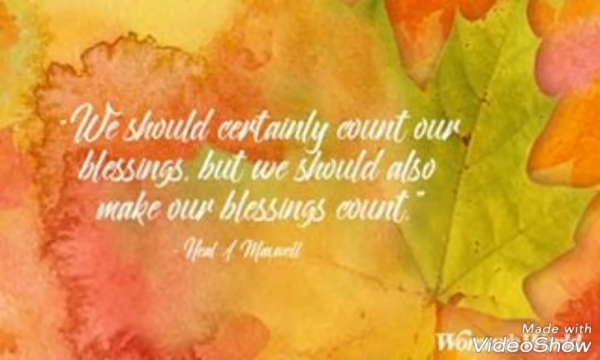 "We should certainly count our
blessings, but we should also
make our blessings count."
- Neal A Maxwell
Made with
VideoShow